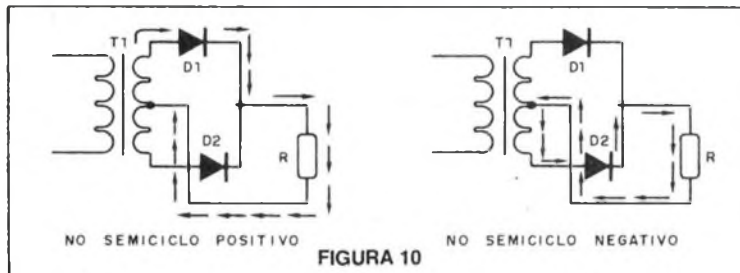 T1
D1
D2
R
NO SEMICICLO POSITIVO
T1
D1
D2
R
NO SEMICICLO NEGATIVO
FIGURA 10